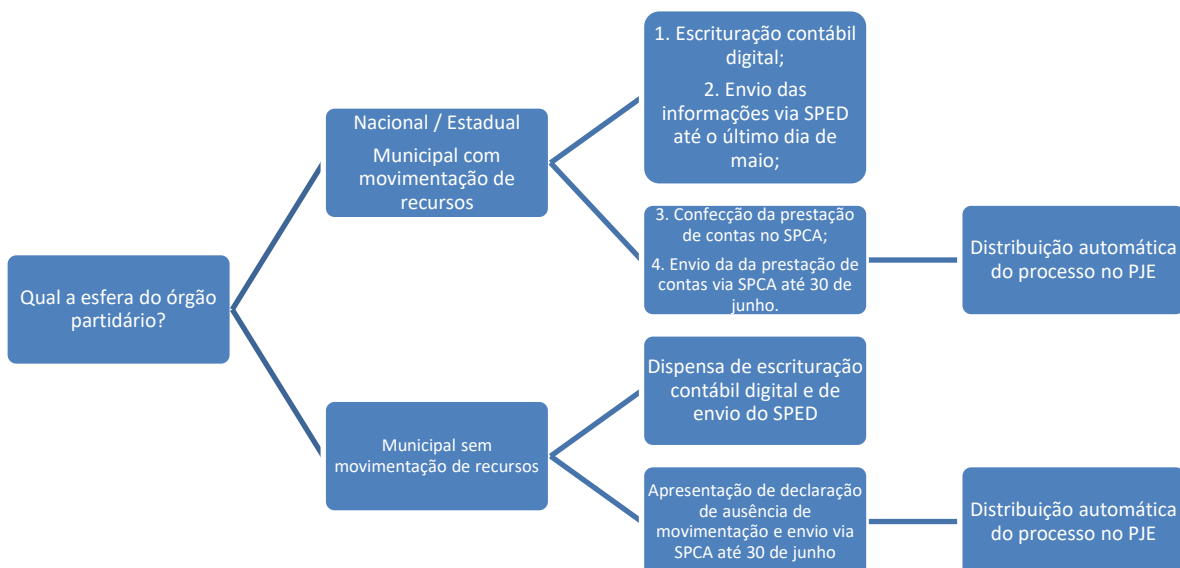 Qual a esfera do órgão
partidário?
Nacional / Estadual
Municipal com
movimentação de
recursos
1. Escrituração contábil
digital;
2. Envio das
informações via SPED
até o último dia de
maio;
3. Confecção da prestação
de contas no SPCA;
4. Envio da da prestação de
contas via SPCA até 30 de
junho.
Distribuição automática
do processo no PJE
Municipal sem
movimentação de recursos
Dispensa de escrituração
contábil digital e de
envio do SPED
Apresentação de declaração
de ausência de
movimentação e envio via
SPCA até 30 de junho
Distribuição automática
do processo no PJE